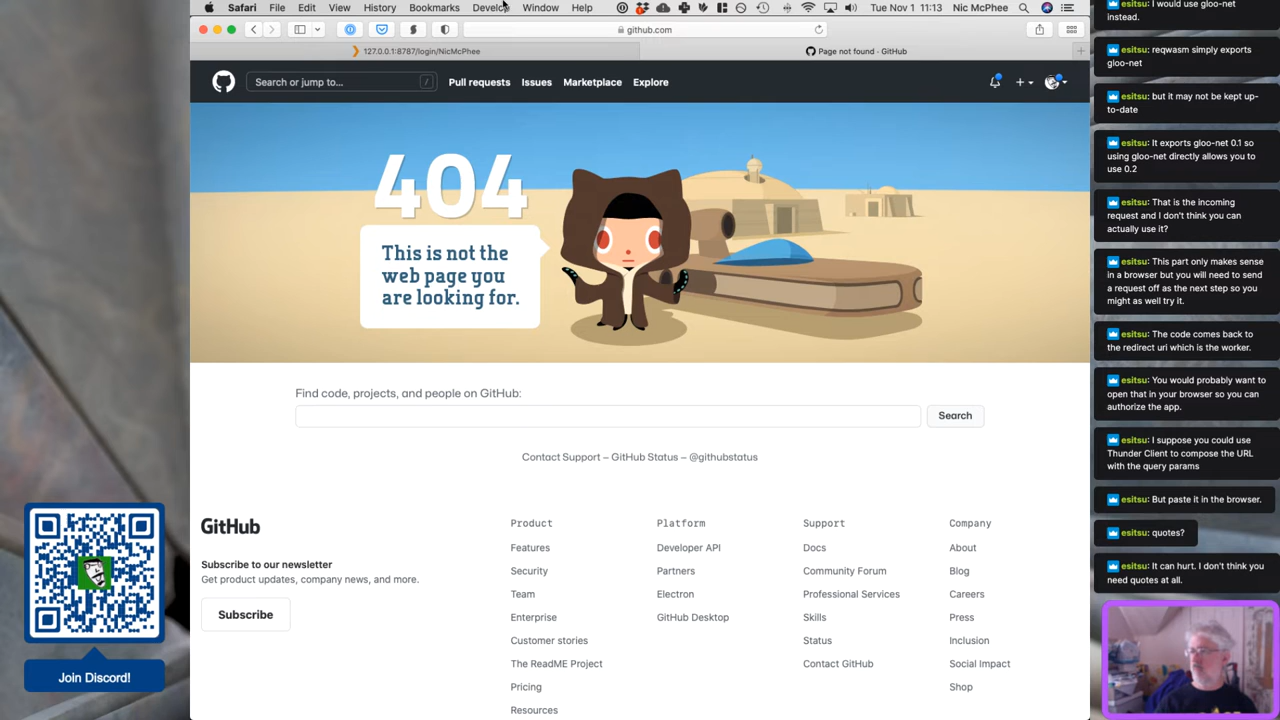 Safari File Edit View History Bookmarks Develop Window Help
Tue Nov 1 11:13 Nic McPhee
github.com
127.0.0.1:8787/login/NicMcPhee
Page not found · GitHub
Search or jump to... /
Pull requests Issues Marketplace Explore
404
This is not the
web page you
are looking for.
Find code, projects, and people on GitHub:
Search
Contact Support — GitHub Status — @githubstatus
GitHub
Subscribe to our newsletter
Get product updates, company news, and more.
Subscribe
Product
Features
Security
Team
Enterprise
Customer stories
The ReadME Project
Pricing
Resources
Platform
Developer API
Partners
Electron
GitHub Desktop
Support
Docs
Community Forum
Professional Services
Skills
Status
Contact GitHub
Company
About
Blog
Careers
Press
Inclusion
Social Impact
Shop
Join Discord!
esitsu: I would use gloo-net
instead.
esitsu: reqwasm simply exports
gloo-net
esitsu: but it may not be kept up-
to-date
esitsu: It exports gloo-net 0.1 so
using gloo-net directly allows you to
use 0.2
esitsu: That is the incoming
request and I don't think you can
actually use it?
esitsu: This part only makes sense
in a browser but you will need to send
a request off as the next step so you
might as well try it.
esitsu: The code comes back to
the redirect uri which is the worker.
esitsu: You would probably want to
open that in your browser so you can
authorize the app.
esitsu: I suppose you could use
Thunder Client to compose the URL
with the query params
esitsu: But paste it in the browser.
esitsu: quotes?
esitsu: It can hurt. I don't think you
need quotes at all.